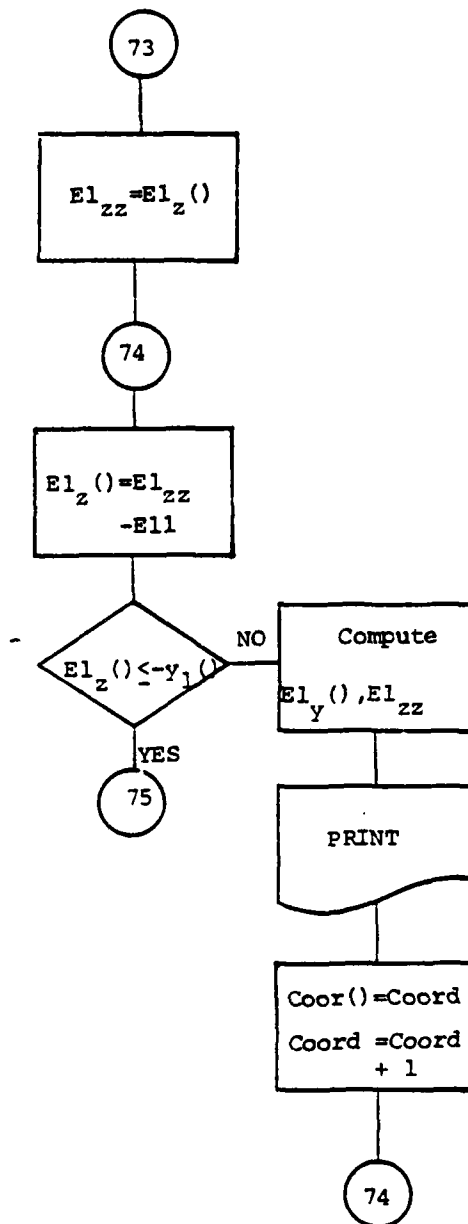 73
El_zz=El_z()
74
El_z()=El_zz
-Ell
El_z()≤-y_1()
NO
YES
75
Compute
El_y(),El_zz
PRINT
Coor()=Coord
Coord =Coord
+ 1
74